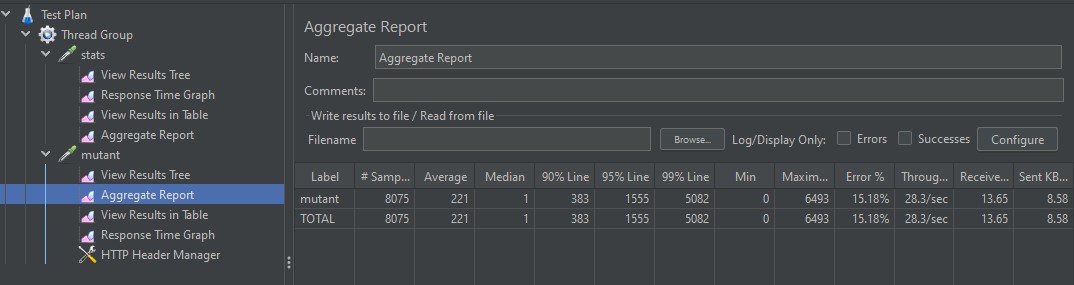 Test Plan
Thread Group
stats
View Results Tree
Response Time Graph
View Results in Table
Aggregate Report
mutant
View Results Tree
Aggregate Report
View Results in Table
Response Time Graph
HTTP Header Manager
Aggregate Report
Name: Aggregate Report
Comments:
Write results to file / Read from file
Filename Browse... Log/Display Only: Errors Successes Configure
Label # Samp... Average Median 90% Line 95% Line 99% Line Min Maxim... Error % Throug... Receive... Sent KB...
mutant 8075 221 1 383 1555 5082 0 6493 15.18% 28.3/sec 13.65 8.58
TOTAL 8075 221 1 383 1555 5082 0 6493 15.18% 28.3/sec 13.65 8.58